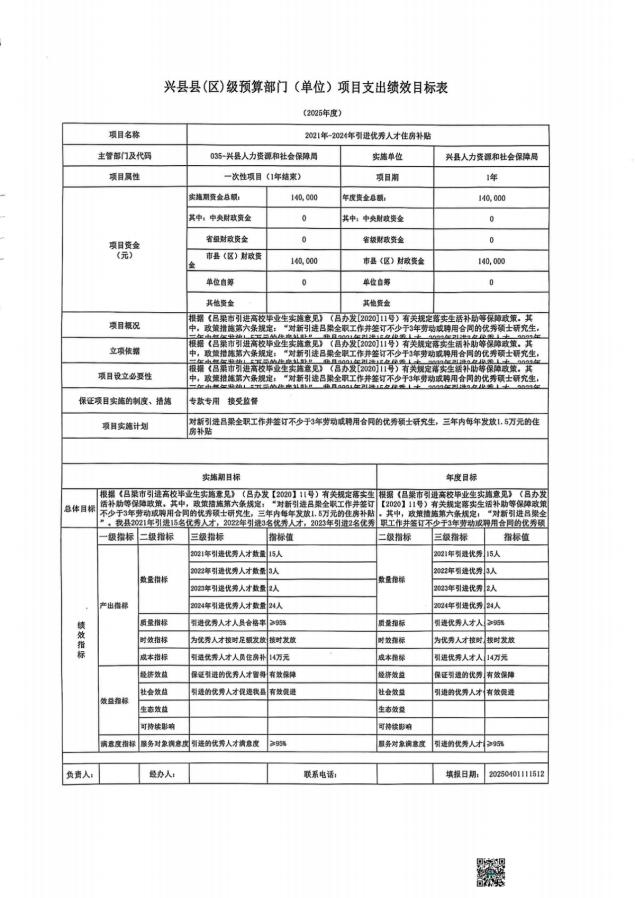 兴县县(区)级预算部门（单位）项目支出绩效目标表
（2025年度）
项目名称 2021年-2024年引进优秀人才住房补贴
主管部门及代码 035-兴县人力资源和社会保障局 实施单位 兴县人力资源和社会保障局
项目属性 一次性项目（1年结束） 项目期 1年
项目资金（元） 实施期资金总额: 140,000 年度资金总额: 140,000
其中: 中央财政资金 0 其中: 中央财政资金 0
省级财政资金 0 省级财政资金 0
市县（区）财政资金 140,000 市县（区）财政资金 140,000
单位自筹 0 单位自筹 0
其他资金 其他资金
项目概况 根据《吕梁市引进高校毕业生实施意见》（吕办发[2020]11号）有关规定落实生活补助等保障政策。其
中，政策措施第六条规定：“对新引进吕梁全职工作并签订不少于3年劳动或聘用合同的优秀硕士研究生，
立项依据 根据《吕梁市引进高校毕业生实施意见》（吕办发[2020]11号）有关规定落实生活补助等保障政策。其
中，政策措施第六条规定：“对新引进吕梁全职工作并签订不少于3年劳动或聘用合同的优秀硕士研究生，
项目设立必要性 根据《吕梁市引进高校毕业生实施意见》（吕办发[2020]11号）有关规定落实生活补助等保障政策。其
中，政策措施第六条规定：“对新引进吕梁全职工作并签订不少于3年劳动或聘用合同的优秀硕士研究生，
保证项目实施的制度、措施 专款专用 接受监督
项目实施计划 对新引进吕梁全职工作并签订不少于3年劳动或聘用合同的优秀硕士研究生，三年内每年发放1.5万元的住
房补贴
实施期目标 年度目标
总体目标 根据《吕梁市引进高校毕业生实施意见》（吕办发【2020】11号）有关规定落实生
活补助等保障政策。其中，政策措施第六条规定：“对新引进吕梁全职工作并签订
不少于3年劳动或聘用合同的优秀硕士研究生，三年内每年发放1.5万元的住房补贴
”。我县2021年引进15名优秀人才，2022年引进3名优秀人才，2023年引进2名优秀
根据《吕梁市引进高校毕业生实施意见》（吕办发
【2020】11号）有关规定落实生活补助等保障政策
。其中，政策措施第六条规定：“对新引进吕梁全
职工作并签订不少于3年劳动或聘用合同的优秀硕
绩效指标 一级指标 二级指标 三级指标 指标值 二级指标 三级指标 指标值
产出指标 数量指标 2021年引进优秀人才数量 15人 数量指标 2021年引进优秀 15人
2022年引进优秀人才数量 3人 2022年引进优秀 3人
2023年引进优秀人才数量 2人 2023年引进优秀 2人
2024年引进优秀人才数量 24人 2024年引进优秀 24人
质量指标 引进优秀人才人员合格率 ≥95% 质量指标 引进优秀人才人 ≥95%
时效指标 为优秀人才按时足额发放 按时发放 时效指标 为优秀人才按时 按时发放
成本指标 引进优秀人才人员住房补 14万元 成本指标 引进优秀人才人 14万元
效益指标 经济效益 保证引进的优秀人才留得 有效保障 经济效益 保证引进的优秀 有效保障
社会效益 引进的优秀人才促进我县 有效促进 社会效益 引进的优秀人才 有效促进
生态效益 生态效益
可持续影响 可持续影响
满意度指标 服务对象满意度 引进的优秀人才满意度 ≥95% 服务对象满意度 引进的优秀人才 ≥95%
负责人: 经办人: 联系电话: 填报日期: 20250401111512